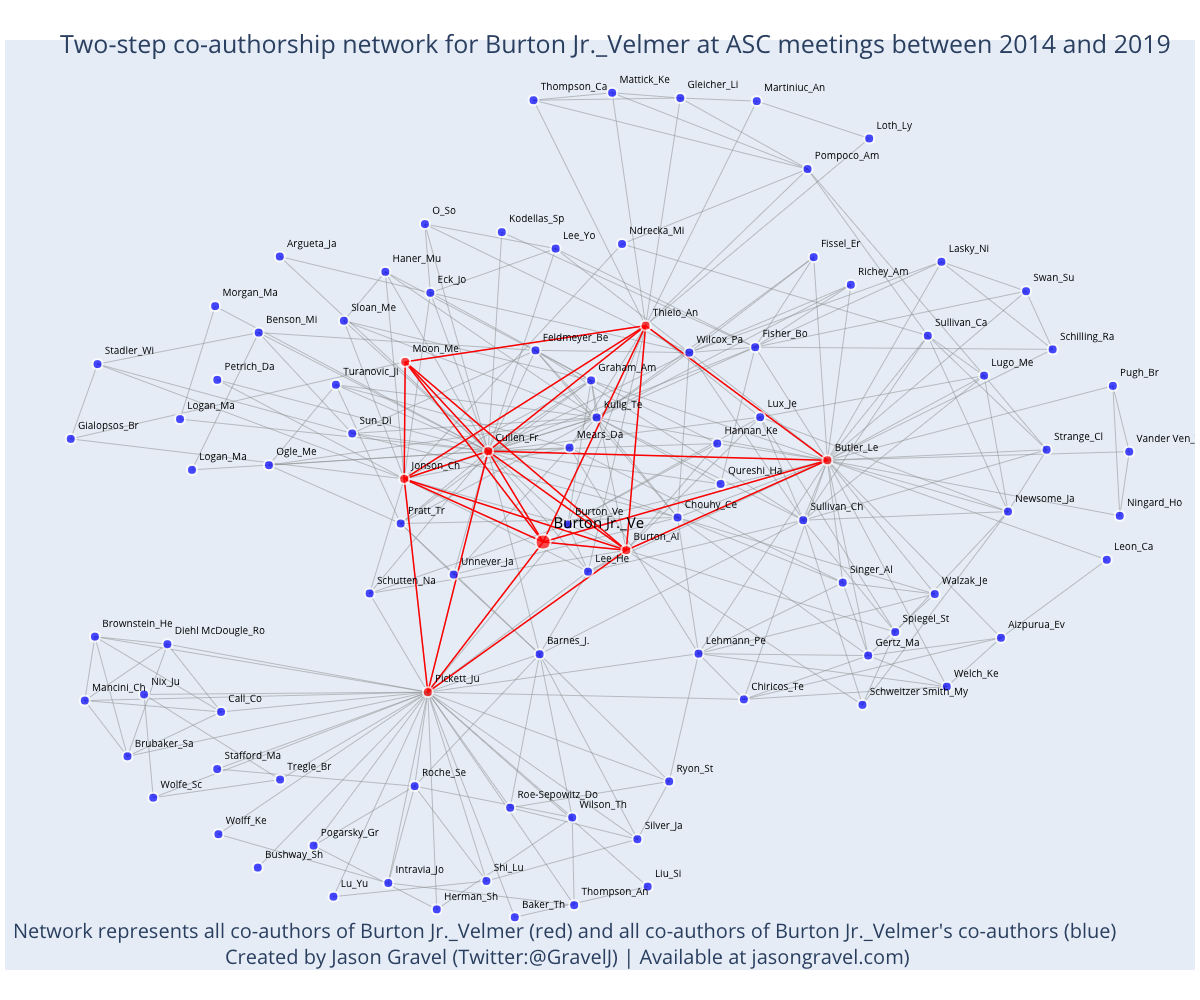 Two-step co-authorship network for Burton Jr._Velmer at ASC meetings between 2014 and 2019
Mattick_Ke
Thompson_Ca
Gleicher_Li
Martiniuc_An
Loth_Ly
Pompoco_Am
O_So
Kodellas_Sp
Lee_Yo
Ndrecka_Mi
Argueta_Ja
Fissel_Er
Lasky_Ni
Haner_Mu
Eck_Jo
Richey_Am
Swan_Su
Morgan_Ma
Sloan_Me
Thielo_An
Benson_Mi
Sullivan_Ca
Feldmeyer_Be
Wilcox_Pa
Fisher_Bo
Schilling_Ra
Stadler_Wi
Moon_Me
Petrich_Da
Turanovic_Ji
Graham_Am
Lugo_Me
Pugh_Br
Logan_Ma
Kulig_Te
Lux_Je
Gialopsos_Br
Sun_Di
Cullen_Fr
Mears_Da
Hannan_Ke
Butler_Le
Strange_Cl
Vander Ven_
Logan_Ma
Ogle_Me
Jonson_Ch
Qureshi_Ha
Pratt_Tr
Burton_Ve
Burton Jr._Ve
Chouhy_Ce
Sullivan_Ch
Newsome_Ja
Ningard_Ho
Burton_Al
Unnever_Ja
Lee_He
Leon_Ca
Schutten_Na
Singer_Al
Walzak_Je
Brownstein_He
Diehl McDougle_Ro
Barnes_J.
Lehmann_Pe
Spiegel_St
Gertz_Ma
Aizpurua_Ev
Mancini_Ch
Nix_Ju
Call_Co
Pickett_Ju
Chiricos_Te
Schweitzer Smith_My
Welch_Ke
Brubaker_Sa
Stafford_Ma
Tregle_Br
Wolfe_Sc
Roche_Se
Ryon_St
Roe-Sepowitz_Do
Wilson_Th
Wolff_Ke
Pogarsky_Gr
Silver_Ja
Bushway_Sh
Lu_Yu
Intravia_Jo
Shi_Lu
Liu_Si
Herman_Sh
Baker_Th
Thompson_An
Network represents all co-authors of Burton Jr._Velmer (red) and all co-authors of Burton Jr._Velmer's co-authors (blue)
Created by Jason Gravel (Twitter:@GravelJ) | Available at jasongravel.com)